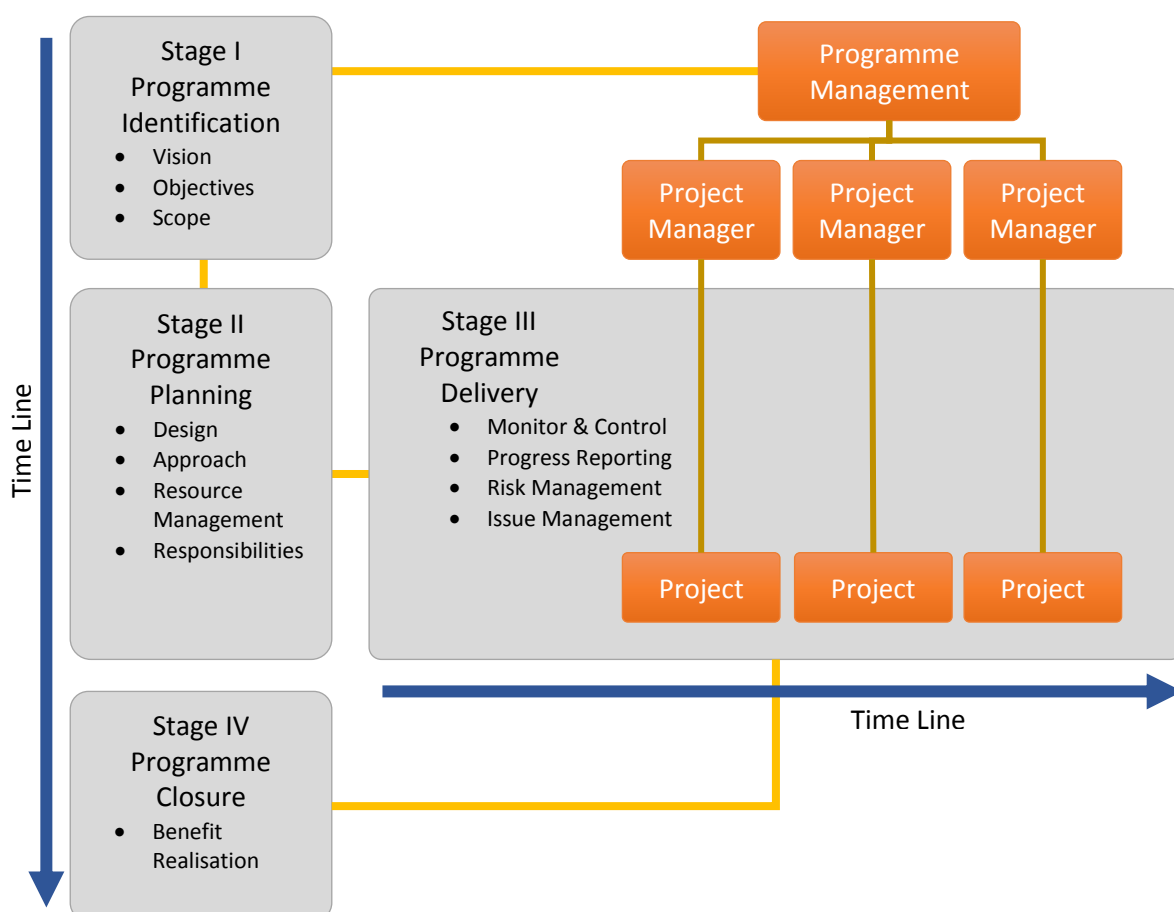 Stage I
Programme
Identification
• Vision
• Objectives
• Scope
Programme
Management
Project
Manager
Project
Manager
Project
Manager
Stage II
Programme
Planning
• Design
• Approach
• Resource
Management
• Responsibilities
Stage III
Programme
Delivery
• Monitor & Control
• Progress Reporting
• Risk Management
• Issue Management
Project
Project
Project
Time Line
Time Line
Stage IV
Programme
Closure
• Benefit
Realisation